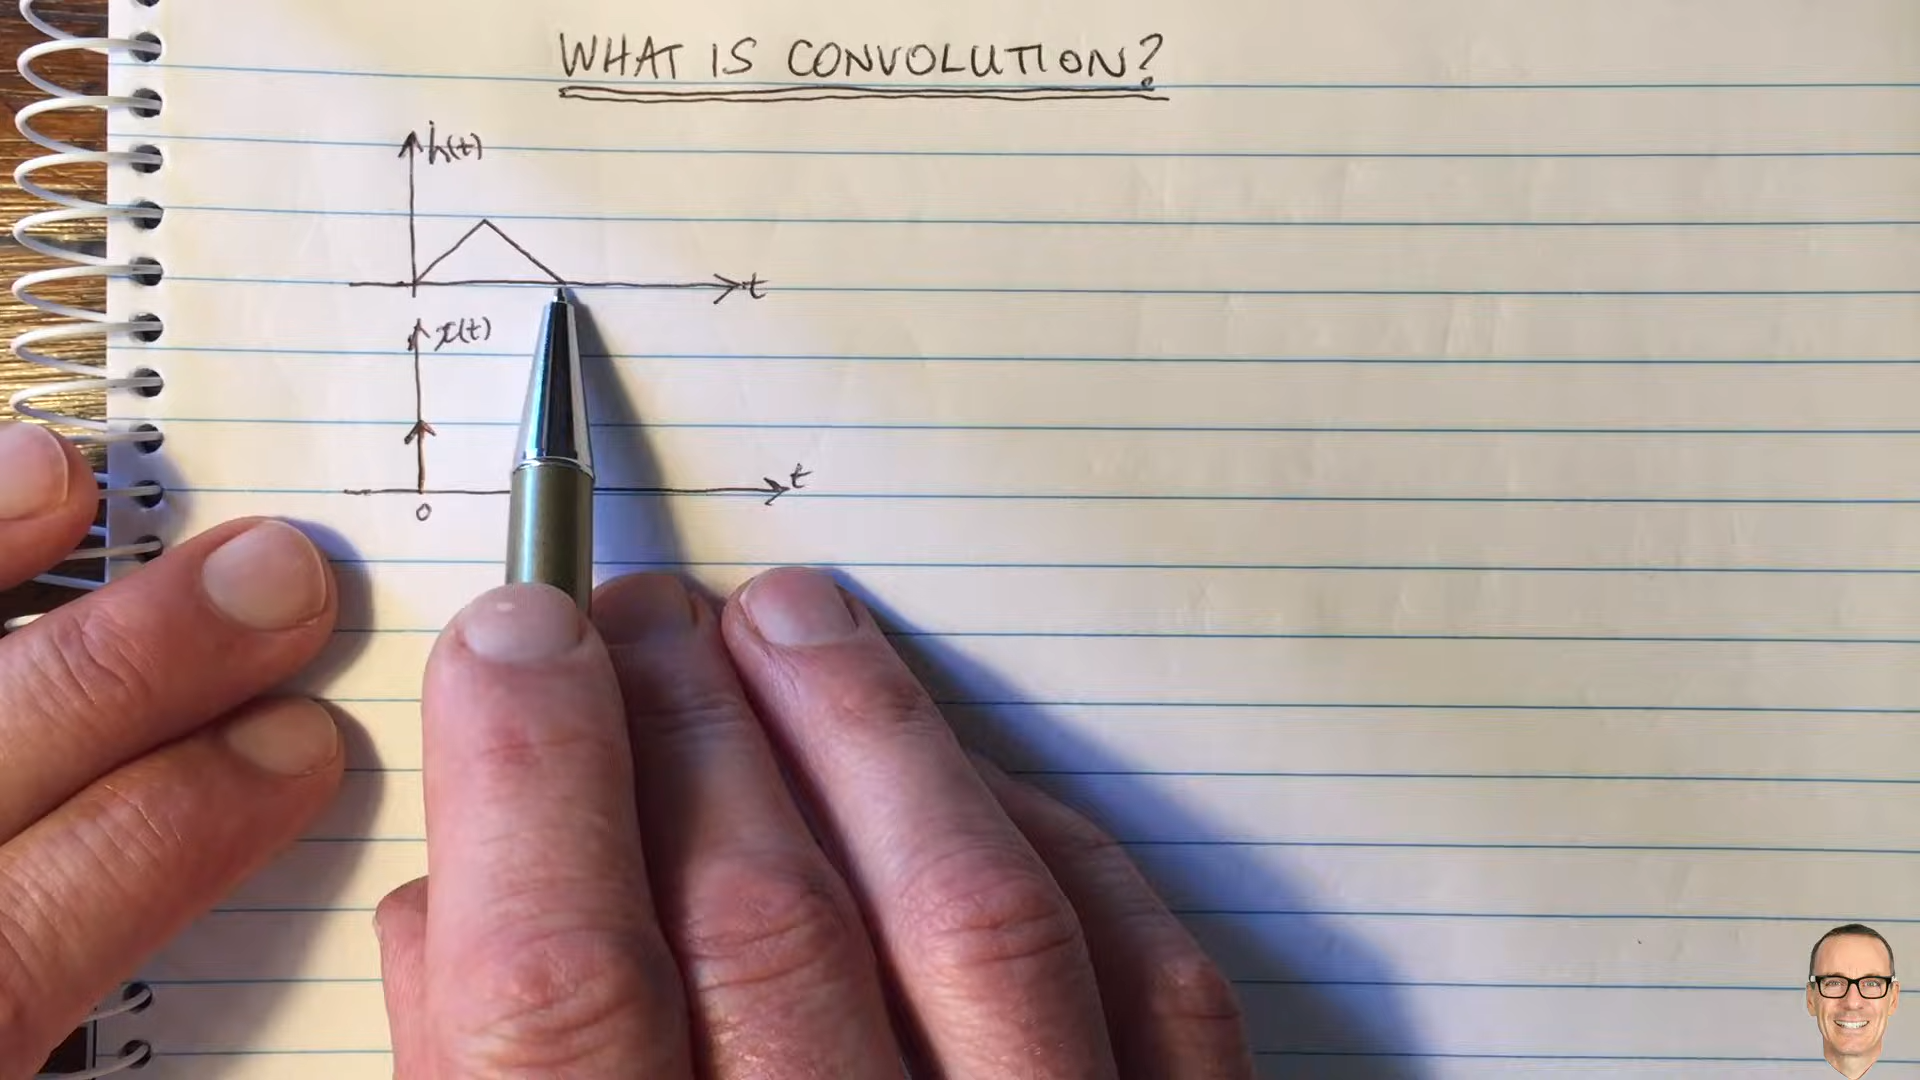 WHAT IS CONVOLUTION?
h(t)
t
x(t)
t
0